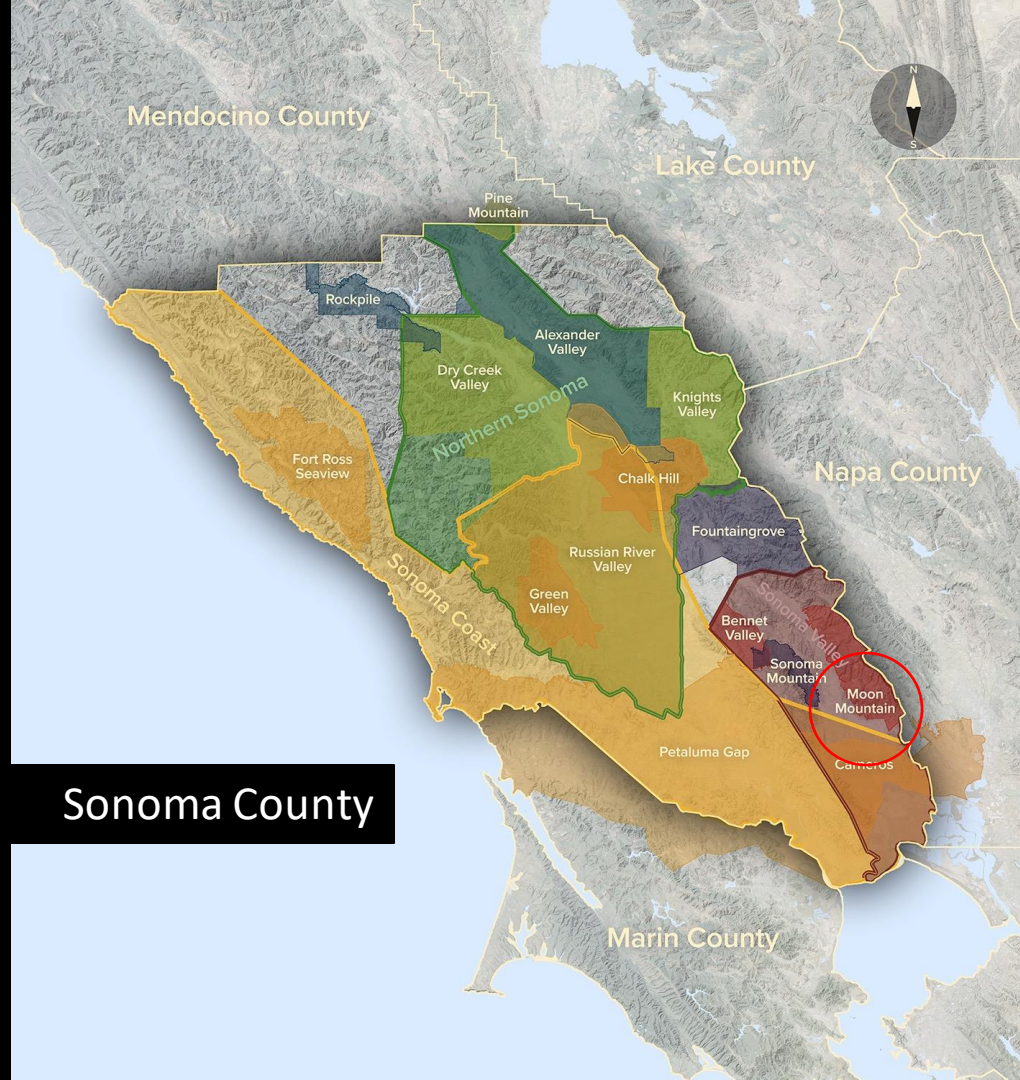 N
S
Mendocino County
Lake County
Pine
Mountain
Rockpile
Alexander
Valley
Dry Creek
Valley
Northern Sonoma
Knights
Valley
Fort Ross
Seaview
Chalk Hill
Napa County
Fountaingrove
Russian River
Valley
Sonoma Coast
Green
Valley
Sonoma Valley
Bennet
Valley
Sonoma
Mountain
Moon
Mountain
Petaluma Gap
Carneros
Sonoma County
Marin County